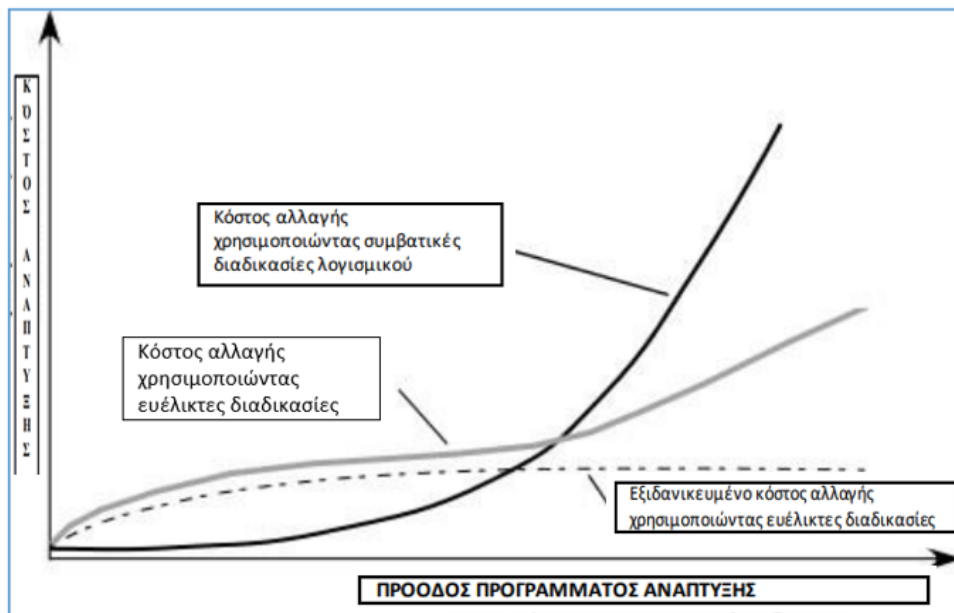 ΚΌΣΤΟΣ ΑΝΑΠΤΥΞΗΣ
Κόστος αλλαγής
χρησιμοποιώντας συμβατικές
διαδικασίες λογισμικού
Κόστος αλλαγής
χρησιμοποιώντας
ευέλικτες διαδικασίες
Εξιδανικευμένο κόστος αλλαγής
χρησιμοποιώντας ευέλικτες διαδικασίες
ΠΡΟΟΔΟΣ ΠΡΟΓΡΑΜΜΑΤΟΣ ΑΝΑΠΤΥΞΗΣ